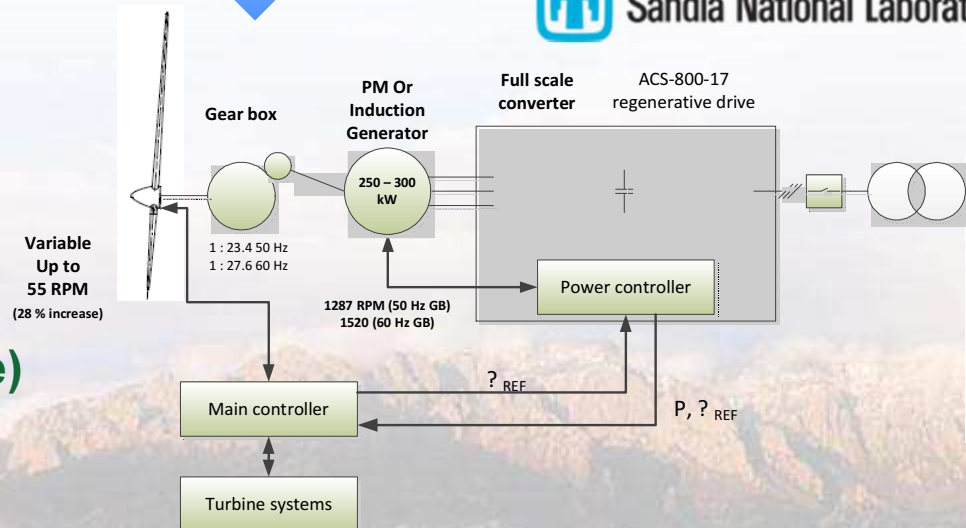 Sandia National Laborat
Full scale
converter
ACS-800-17
regenerative drive
PM Or
Induction
Generator
Gear box
250 – 300
kW
Variable
Up to
55 RPM
(28 % increase)
1 : 23.4 50 Hz
1 : 27.6 60 Hz
Power controller
1287 RPM (50 Hz GB)
1520 (60 Hz GB)
e)
? REF
P, ? REF
Main controller
Turbine systems